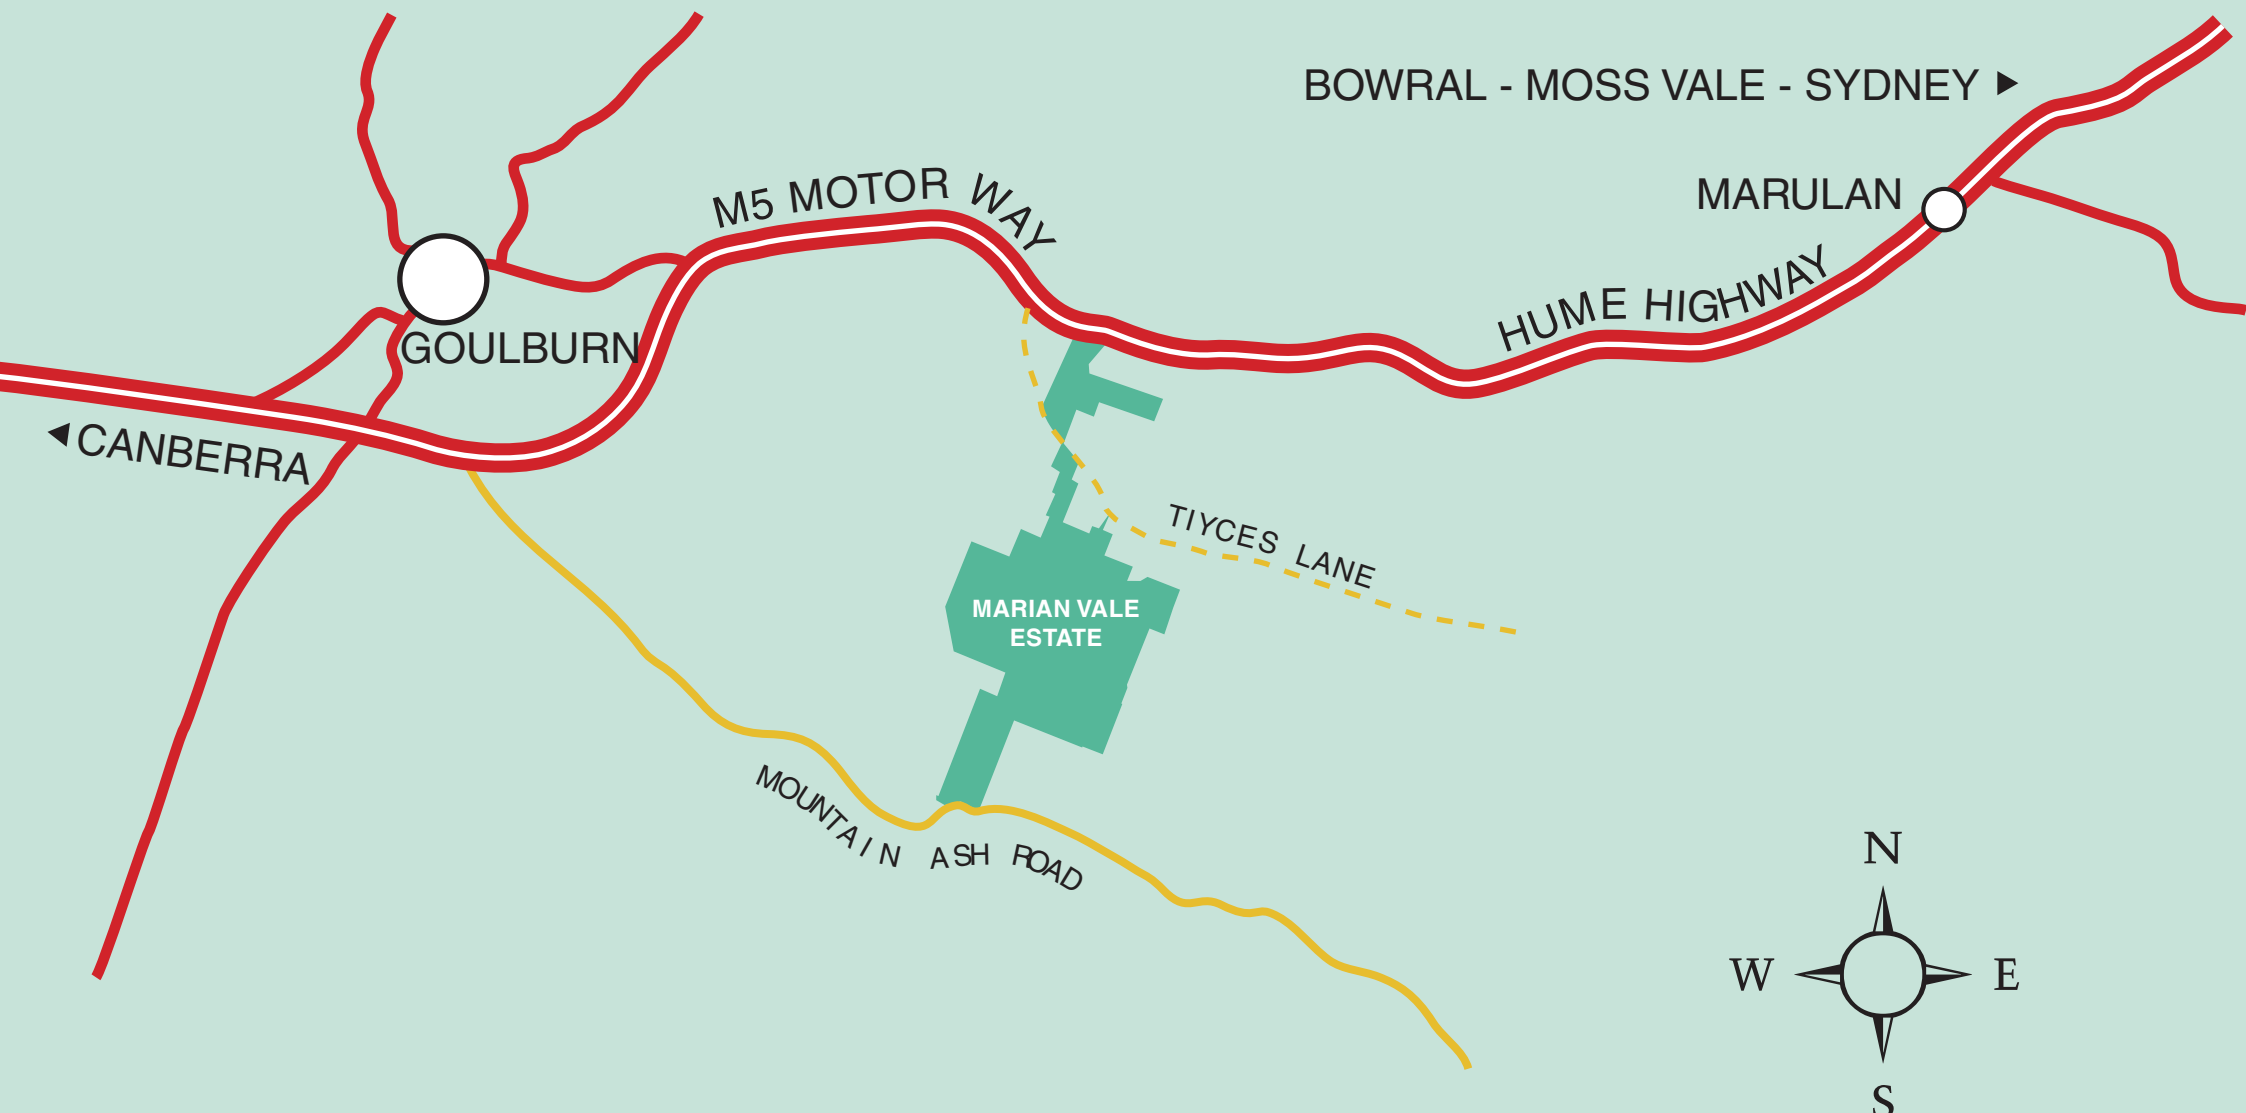 BOWRAL - MOSS VALE - SYDNEY
M5 MOTOR WAY
MARULAN
HUME HIGHWAY
GOULBURN
CANBERRA
TIYCES LANE
MARIAN VALE
ESTATE
MOUNTAIN ASH ROAD
N
W
E
S